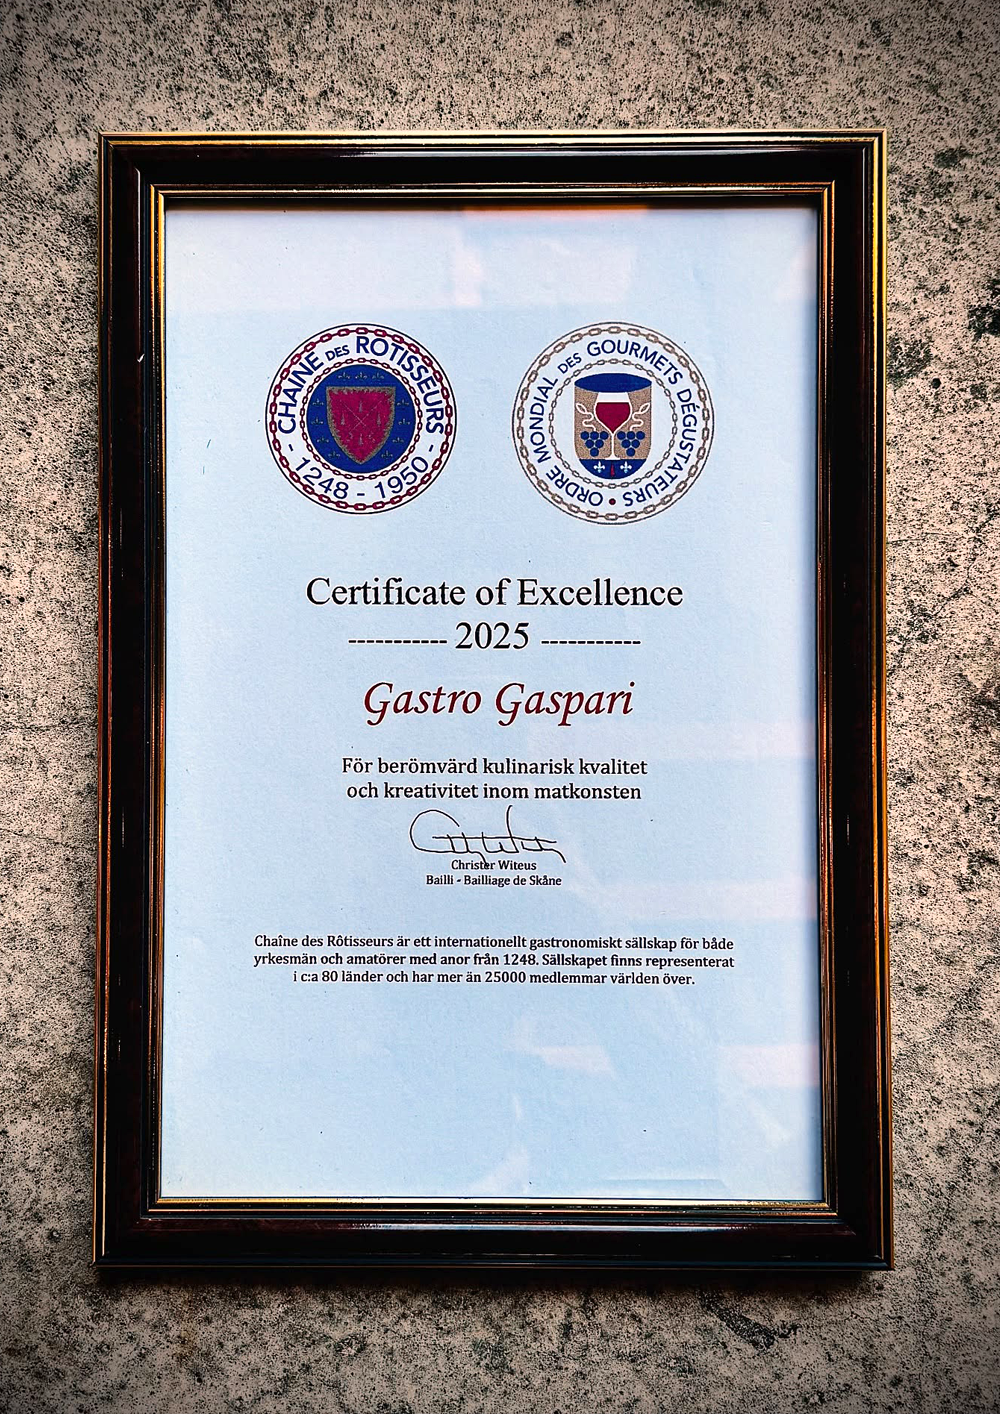 CHAINE DES ROTISSEURS
- 1248 - 1950 -
ORDRE MONDIAL DES GOURMETS DÉGUSTATEURS •
Certificate of Excellence
----------- 2025 -----------
Gastro Gaspari
För berömvärd kulinarisk kvalitet
och kreativitet inom matkonsten
Christer Witeus
Bailli - Bailliage de Skåne
Chaîne des Rôtisseurs är ett internationellt gastronomiskt sällskap för både
yrkesmän och amatörer med anor från 1248. Sällskapet finns representerat
i c:a 80 länder och har mer än 25000 medlemmar världen över.